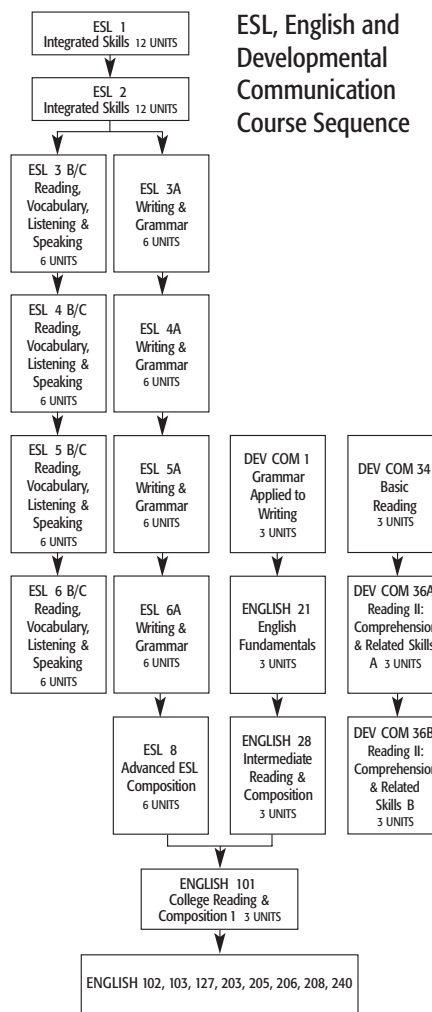 ESL, English and
Developmental
Communication
Course Sequence
ESL 1
Integrated Skills 12 UNITS
ESL 2
Integrated Skills 12 UNITS
ESL 3 B/C
Reading,
Vocabulary,
Listening &
Speaking
6 UNITS
ESL 3A
Writing &
Grammar
6 UNITS
ESL 4 B/C
Reading,
Vocabulary,
Listening &
Speaking
6 UNITS
ESL 4A
Writing &
Grammar
6 UNITS
ESL 5 B/C
Reading,
Vocabulary,
Listening &
Speaking
6 UNITS
ESL 5A
Writing &
Grammar
6 UNITS
DEV COM 1
Grammar
Applied to
Writing
3 UNITS
DEV COM 34
Basic
Reading
3 UNITS
ESL 6 B/C
Reading,
Vocabulary,
Listening &
Speaking
6 UNITS
ESL 6A
Writing &
Grammar
6 UNITS
ENGLISH 21
English
Fundamentals
3 UNITS
DEV COM 36A
Reading II:
Comprehension
& Related Skills
A 3 UNITS
ESL 8
Advanced ESL
Composition
6 UNITS
ENGLISH 28
Intermediate
Reading &
Composition
3 UNITS
DEV COM 36B
Reading II:
Comprehension
& Related
Skills B
3 UNITS
ENGLISH 101
College Reading &
Composition 1 3 UNITS
ENGLISH 102, 103, 127, 203, 205, 206, 208, 240